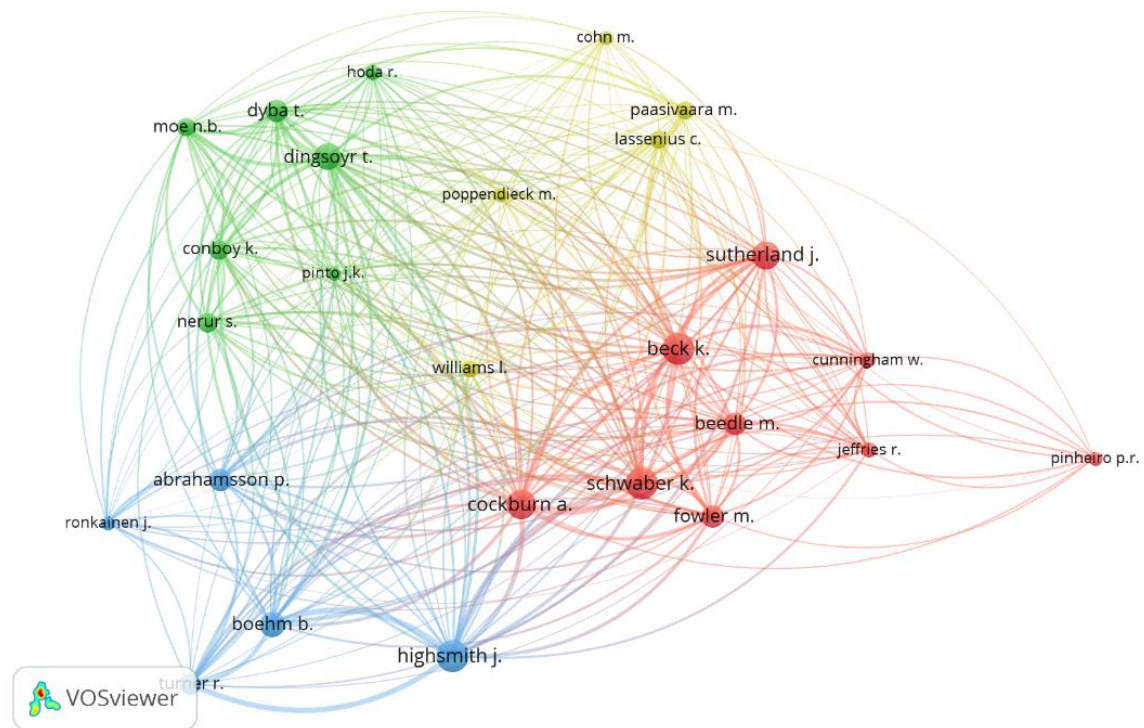 cohn m.
hoda r.
dyba t.
paasivaara m.
moe n.b.
lassenius c.
dingsoyr t.
poppendieck m.
conboy k.
sutherland j.
pinto j.k.
nerur s.
beck k.
cunningham w.
williams l.
beedle m.
jeffries r.
pinheiro p.r.
abrahamsson p.
schwaber k.
cockburn a.
fowler m.
ronkainen j.
boehm b.
highsmith j.
turner r.
VOSviewer